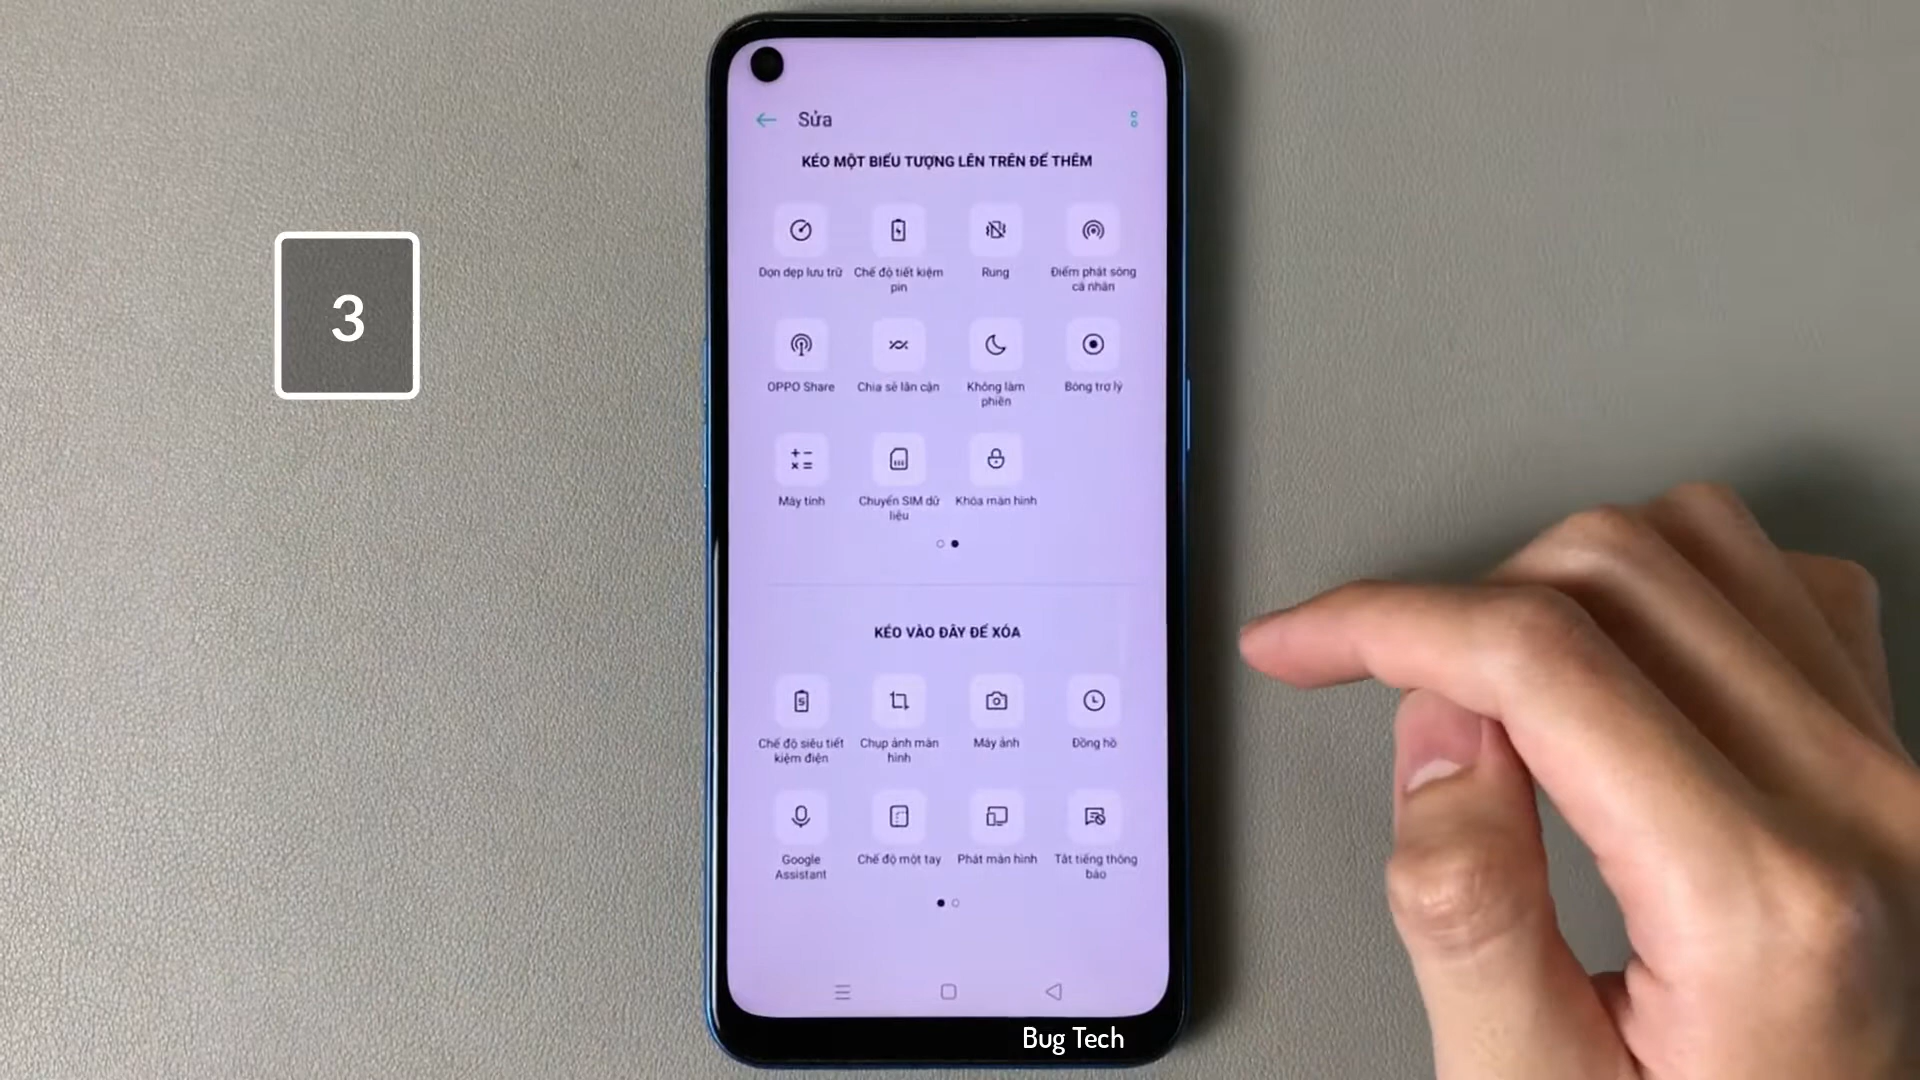 3
Sửa
KÉO MỘT BIỂU TƯỢNG LÊN TRÊN ĐỂ THÊM
Dọn dẹp lưu trữ
Chế độ tiết kiệm
pin
Rung
Điểm phát sóng
cá nhân
OPPO Share
Chia sẻ lân cận
Không làm
phiền
Bóng trợ lý
Máy tính
Chuyển SIM dữ
liệu
Khóa màn hình
KÉO VÀO ĐÂY ĐỂ XÓA
Chế độ siêu tiết
kiệm điện
Chụp ảnh màn
hình
Máy ảnh
Đồng hồ
Google
Assistant
Chế độ một tay
Phát màn hình
Tắt tiếng thông
báo
Bug Tech